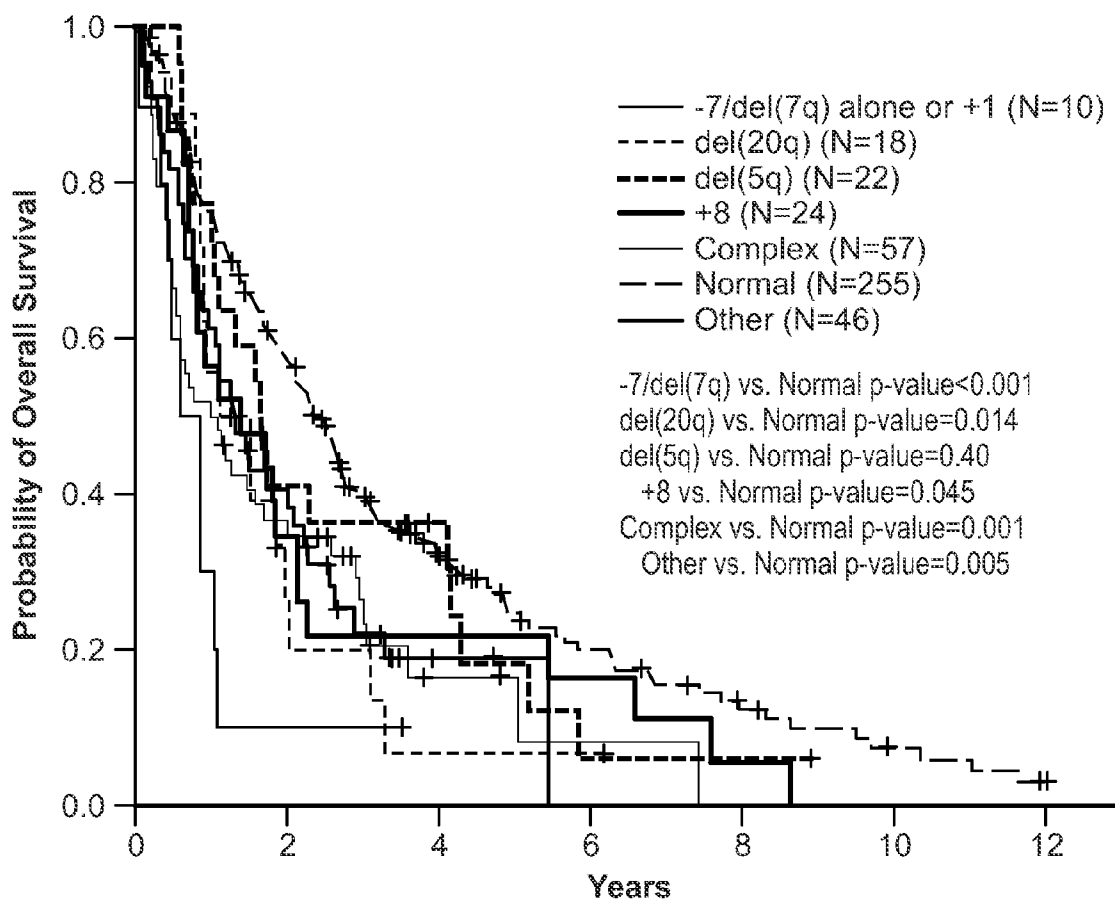 1.0
0.8
0.6
0.4
0.2
0.0
Probability of Overall Survival
0
2
4
6
8
10
12
Years
-7/del(7q) alone or +1 (N=10)
del(20q) (N=18)
del(5q) (N=22)
+8 (N=24)
Complex (N=57)
Normal (N=255)
Other (N=46)
-7/del(7q) vs. Normal p-value<0.001
del(20q) vs. Normal p-value=0.014
del(5q) vs. Normal p-value=0.40
+8 vs. Normal p-value=0.045
Complex vs. Normal p-value=0.001
Other vs. Normal p-value=0.005